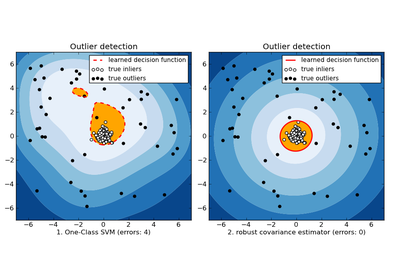 Outlier detection
learned decision function
true inliers
true outliers
6
4
2
0
−2
−4
−6
−6
−4
−2
0
2
4
6
1. One-Class SVM (errors: 4)
Outlier detection
learned decision function
true inliers
true outliers
6
4
2
0
−2
−4
−6
−6
−4
−2
0
2
4
6
2. robust covariance estimator (errors: 0)